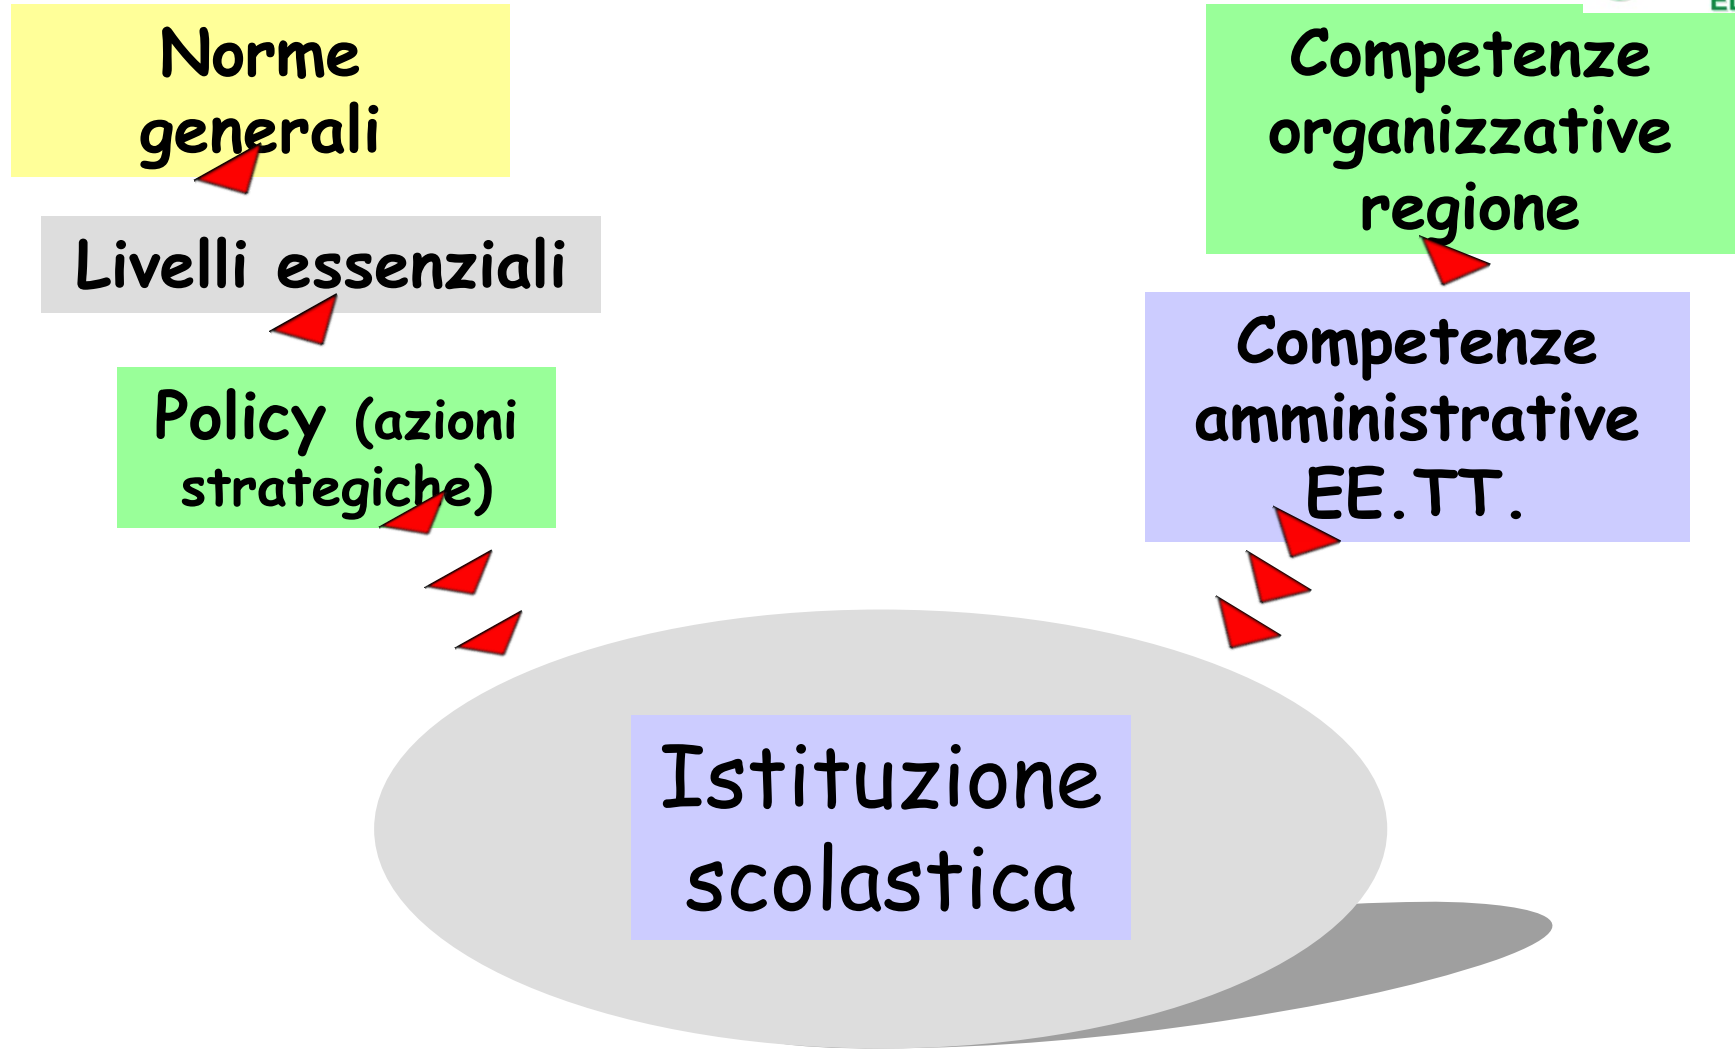 Norme
generali
Livelli essenziali
Policy (azioni
strategiche)
Competenze
organizzative
regione
Competenze
amministrative
EE.TT.
Istituzione
scolastica